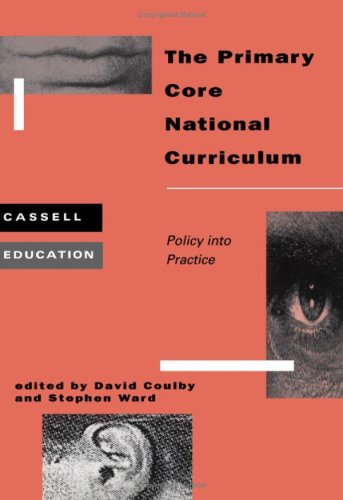 The Primary
Core
National
Curriculum
CASSELL
EDUCATION
Policy into
Practice
edited by David Coulby
and Stephen Ward